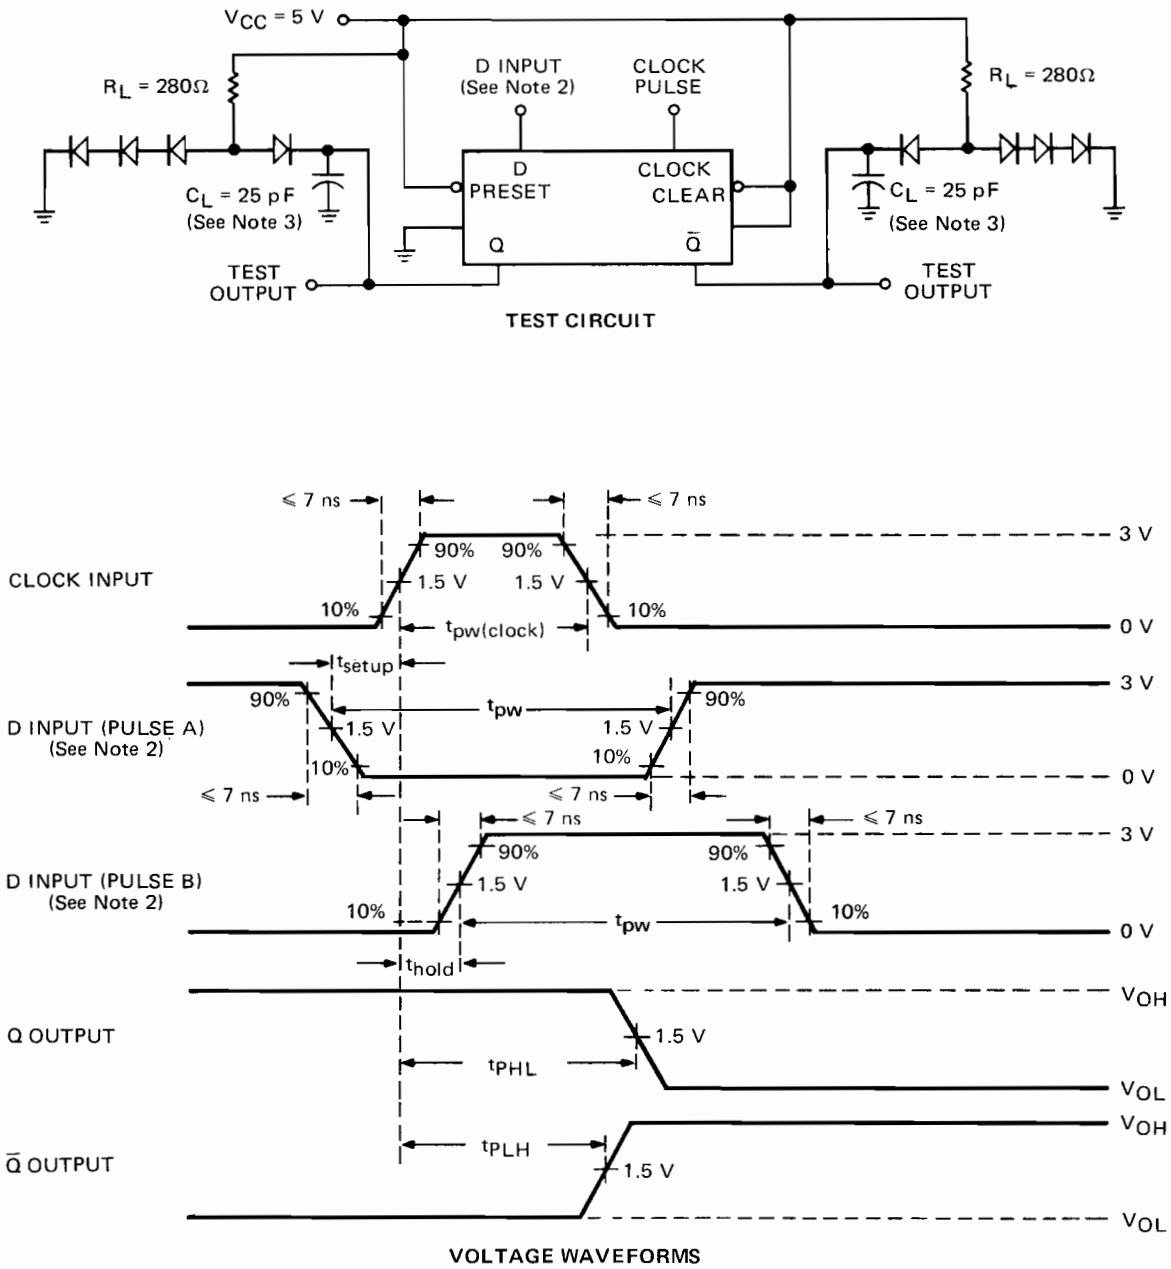 VCC = 5 V
RL = 280Ω
D INPUT
(See Note 2)
CLOCK
PULSE
RL = 280Ω
CL = 25 pF
(See Note 3)
D
PRESET
Q
CLOCK
CLEAR
Q̄
CL = 25 pF
(See Note 3)
TEST
OUTPUT
TEST
OUTPUT
TEST CIRCUIT
⩽ 7 ns
⩽ 7 ns
3 V
90%
90%
CLOCK INPUT
1.5 V
1.5 V
10%
10%
tpw(clock)
0 V
tsetup
3 V
90%
90%
tpw
D INPUT (PULSE A)
(See Note 2)
1.5 V
1.5 V
10%
10%
0 V
⩽ 7 ns
⩽ 7 ns
⩽ 7 ns
⩽ 7 ns
3 V
90%
90%
D INPUT (PULSE B)
(See Note 2)
1.5 V
1.5 V
10%
10%
tpw
0 V
thold
VOH
Q OUTPUT
1.5 V
tPHL
VOL
VOH
tPLH
Q̄ OUTPUT
1.5 V
VOL
VOLTAGE WAVEFORMS